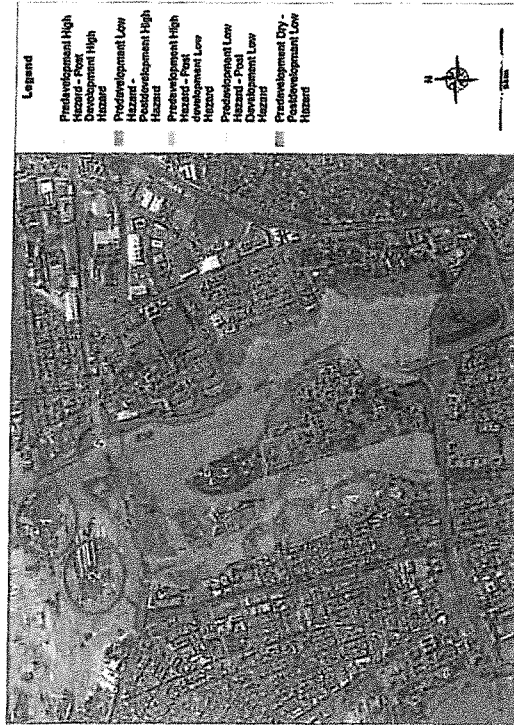 Legend
Predevelopment High
Hazard - Post
Development High
Hazard
Predevelopment Low
Hazard -
Postdevelopment High
Hazard
Predevelopment High
Hazard - Post
development Low
Hazard
Predevelopment Low
Hazard - Post
Development Low
Hazard
Predevelopment Dry -
Postdevelopment Low
Hazard
N